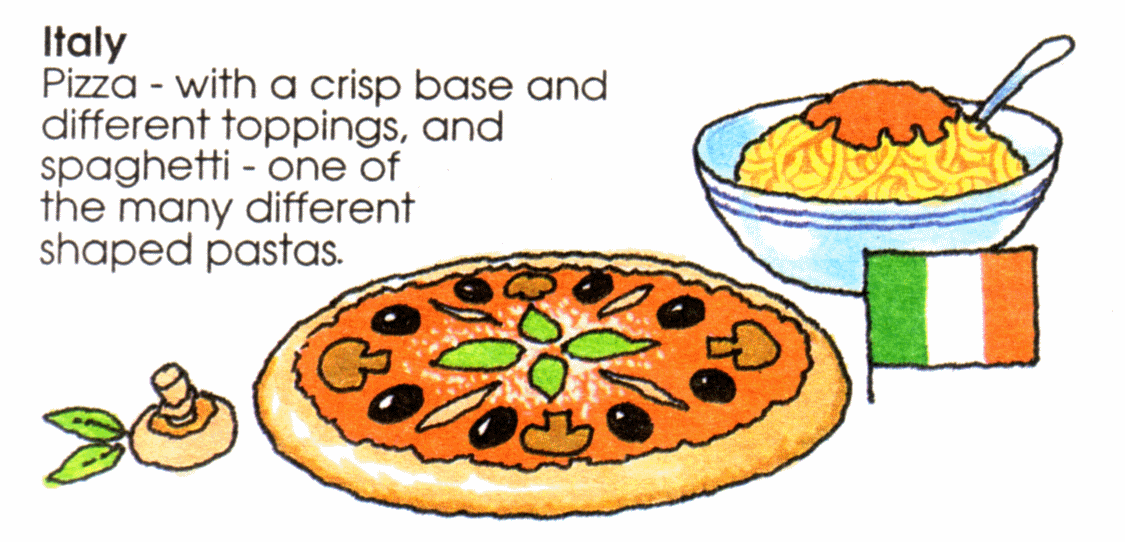 Italy
Pizza - with a crisp base and
different toppings, and
spaghetti - one of
the many different
shaped pastas.